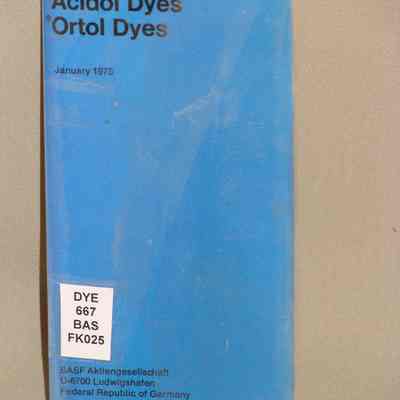 Acidol Dyes
*Ortol Dyes
January 1975
DYE
667
BAS
FK025
BASF Aktiengesellschaft
D-6700 Ludwigshafen
Federal Republic of Germany